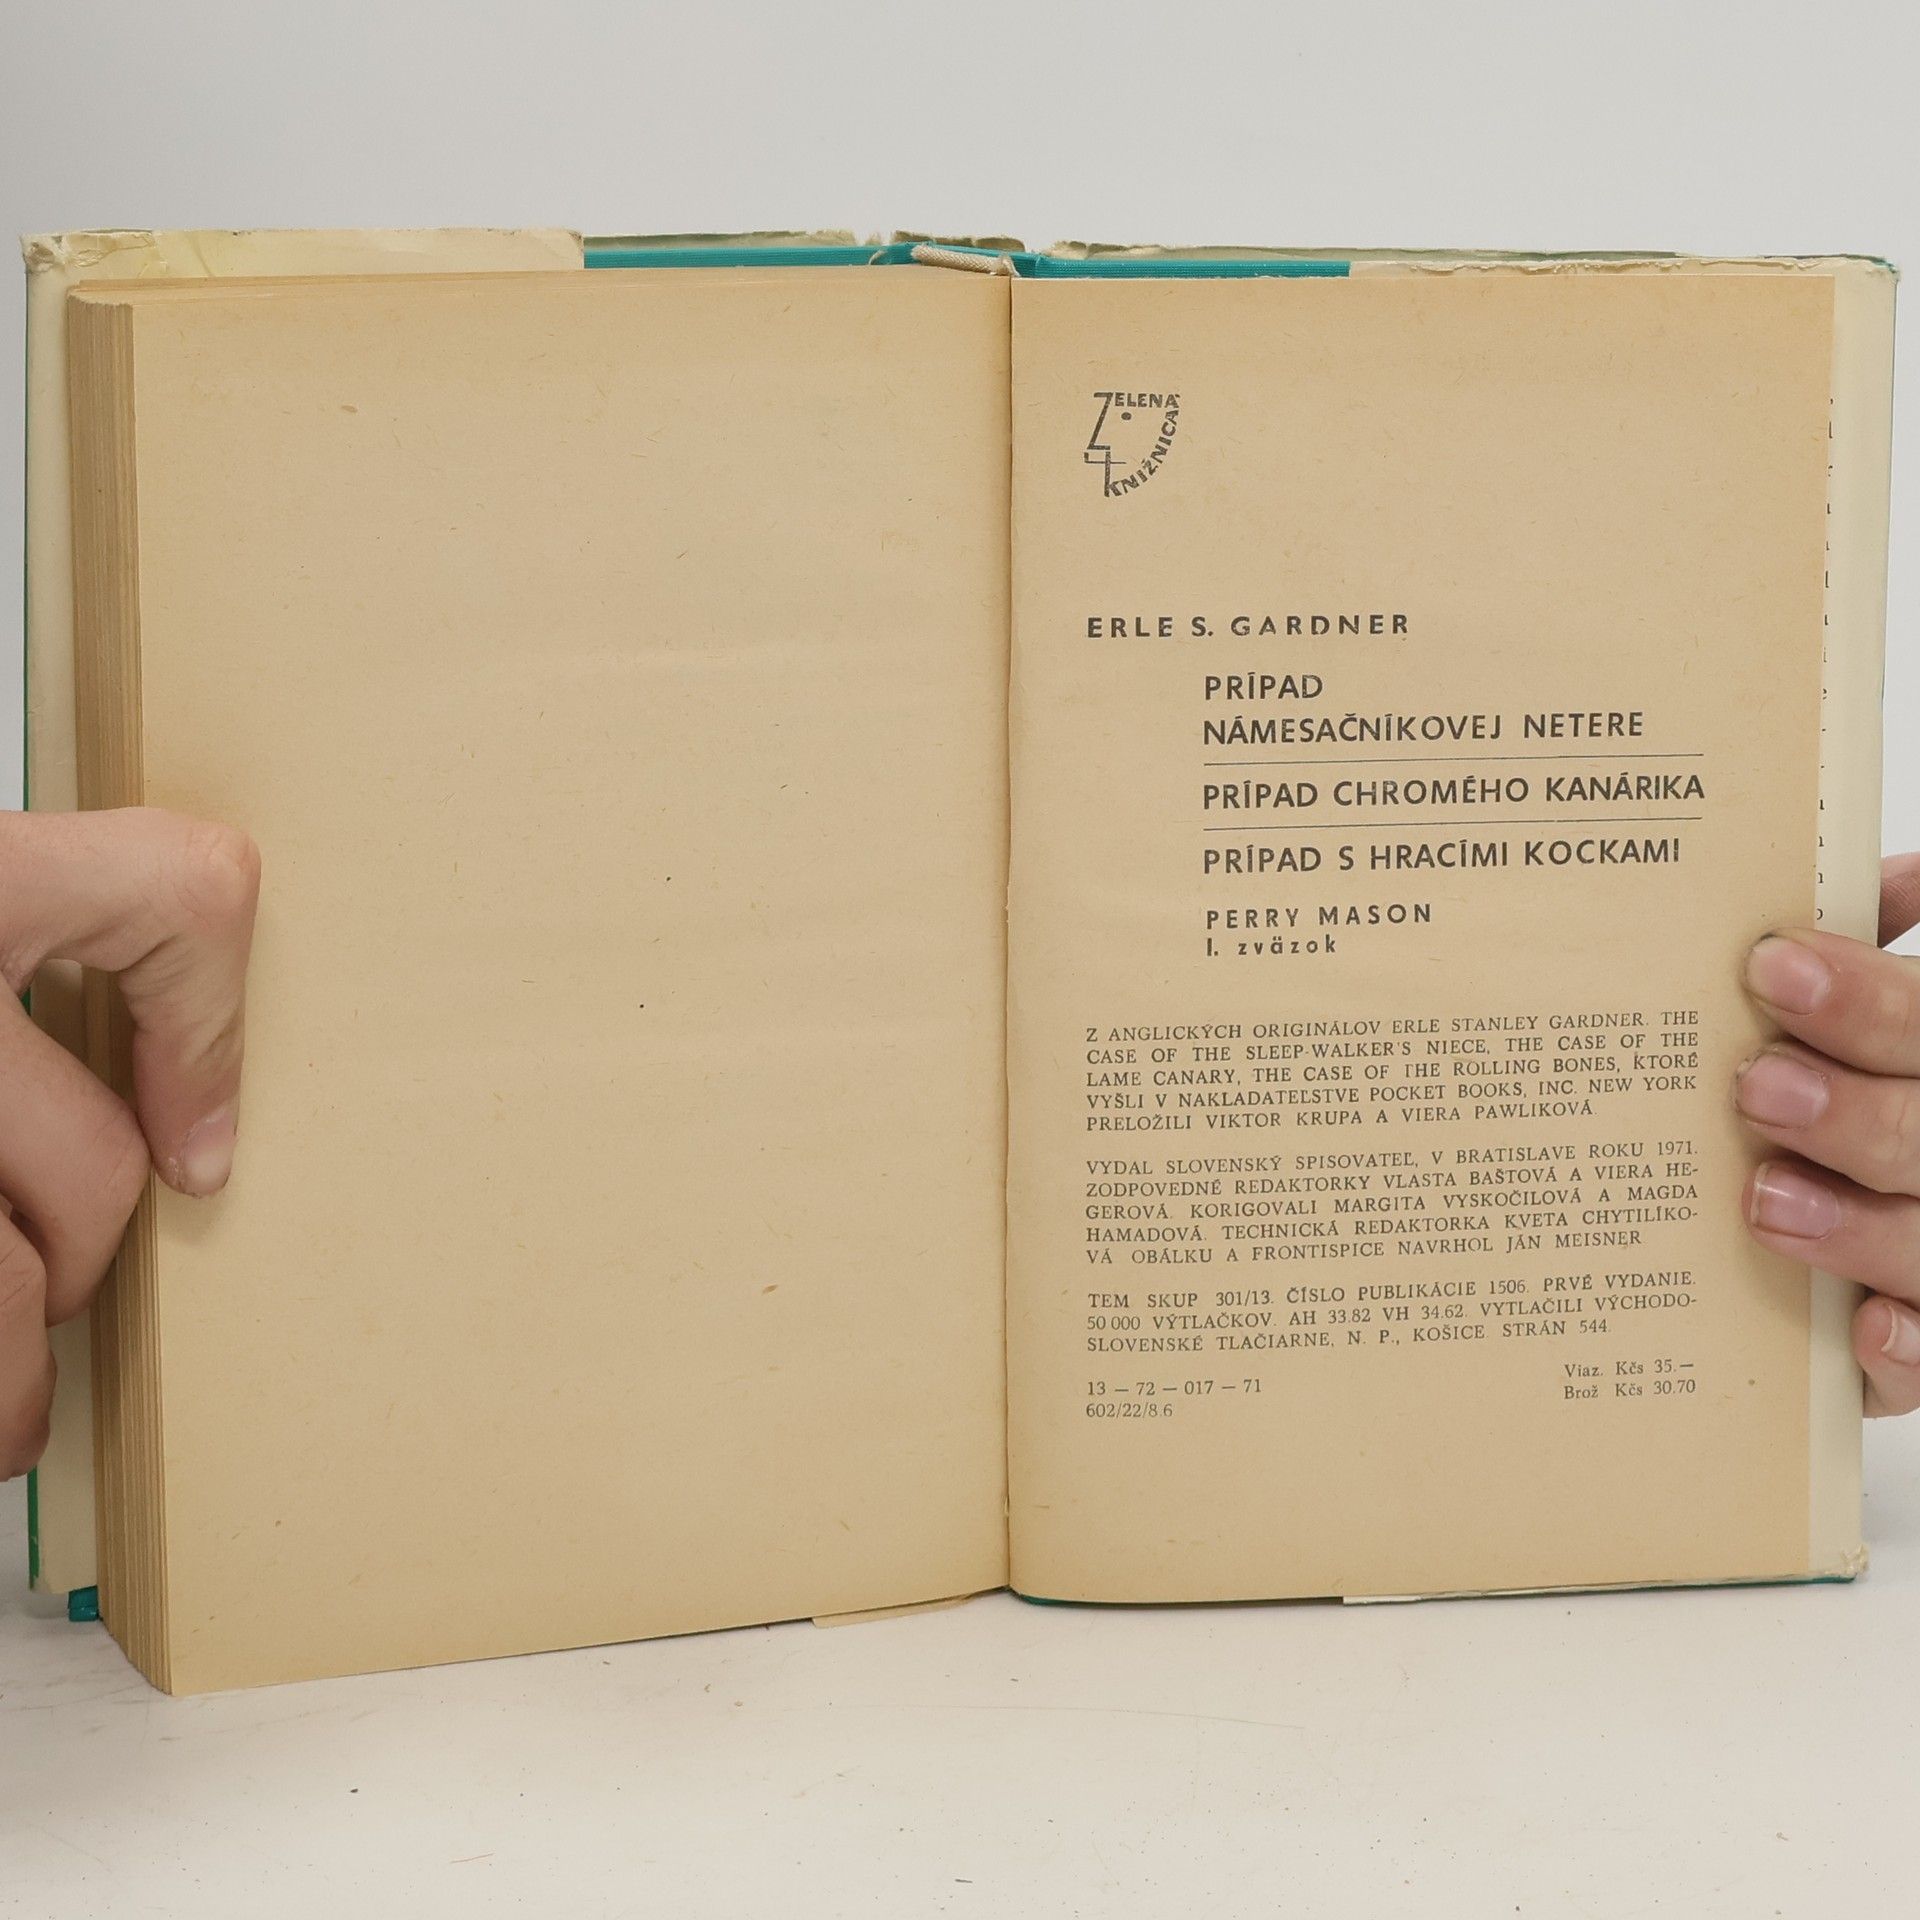 ZELENÁ
KNIŽNICA
ERLE S. GARDNER
PRÍPAD
NÁMESAČNÍKOVEJ NETERE
PRÍPAD CHROMÉHO KANÁRIKA
PRÍPAD S HRACÍMI KOCKAMI
PERRY MASON
I. zväzok
Z ANGLICKÝCH ORIGINÁLOV ERLE STANLEY GARDNER. THE
CASE OF THE SLEEP-WALKER'S NIECE, THE CASE OF THE
LAME CANARY, THE CASE OF THE ROLLING BONES, KTORÉ
VYŠLI V NAKLADATEĽSTVE POCKET BOOKS, INC. NEW YORK
PRELOŽILI VIKTOR KRUPA A VIERA PAWLIKOVÁ.
VYDAL SLOVENSKÝ SPISOVATEĽ, V BRATISLAVE ROKU 1971.
ZODPOVEDNÉ REDAKTORKY VLASTA BAŠTOVÁ A VIERA HE-
GEROVÁ. KORIGOVALI MARGITA VYSKOČILOVÁ A MAGDA
HAMADOVÁ. TECHNICKÁ REDAKTORKA KVETA CHYTILÍKO-
VÁ OBÁLKU A FRONTISPICE NAVRHOL JÁN MEISNER
TEM SKUP 301/13. ČÍSLO PUBLIKÁCIE 1506. PRVÉ VYDANIE.
50 000 VÝTLAČKOV. AH 33.82 VH 34.62. VYTLAČILI VÝCHODO-
SLOVENSKÉ TLAČIARNE, N. P., KOŠICE. STRÁN 544.
13 — 72 — 017 — 71
602/22/8.6
Viaz. Kčs 35.—
Brož Kčs 30.70